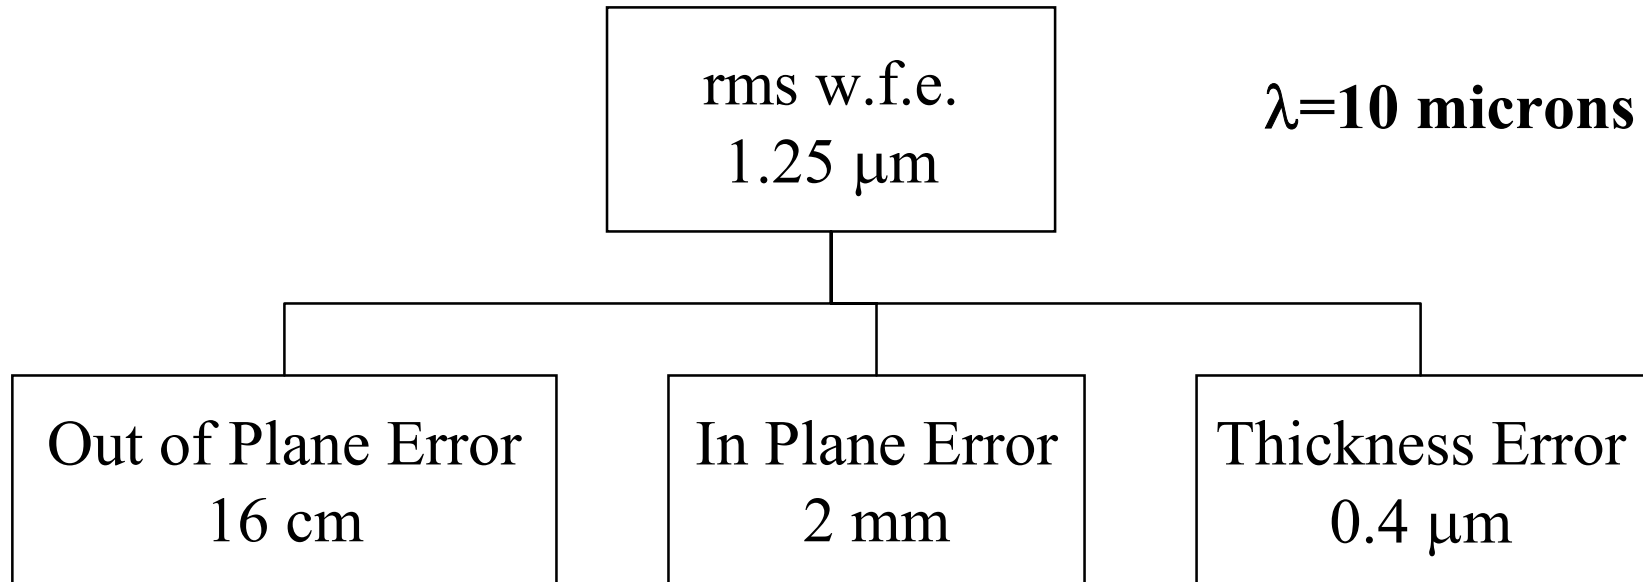 rms w.f.e.
1.25 μm
λ=10 microns
Out of Plane Error
16 cm
In Plane Error
2 mm
Thickness Error
0.4 μm